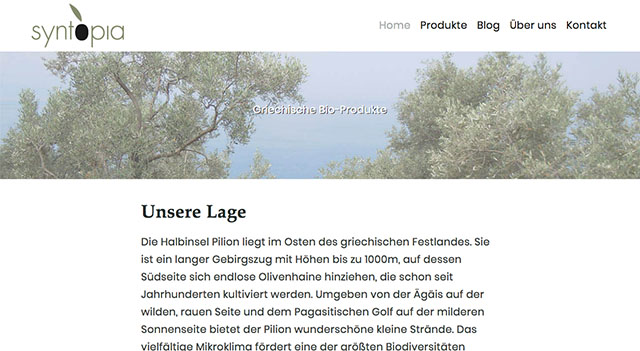 syntopia
Home Produkte Blog Über uns Kontakt
Griechische Bio-Produkte
Unsere Lage
Die Halbinsel Pilion liegt im Osten des griechischen Festlandes. Sie
ist ein langer Gebirgszug mit Höhen bis zu 1000m, auf dessen
Südseite sich endlose Olivenhaine hinziehen, die schon seit
Jahrhunderten kultiviert werden. Umgeben von der Ägäis auf der
wilden, rauen Seite und dem Pagasitischen Golf auf der milderen
Sonnenseite bietet der Pilion wunderschöne kleine Strände. Das
vielfältige Mikroklima fördert eine der größten Biodiversitäten